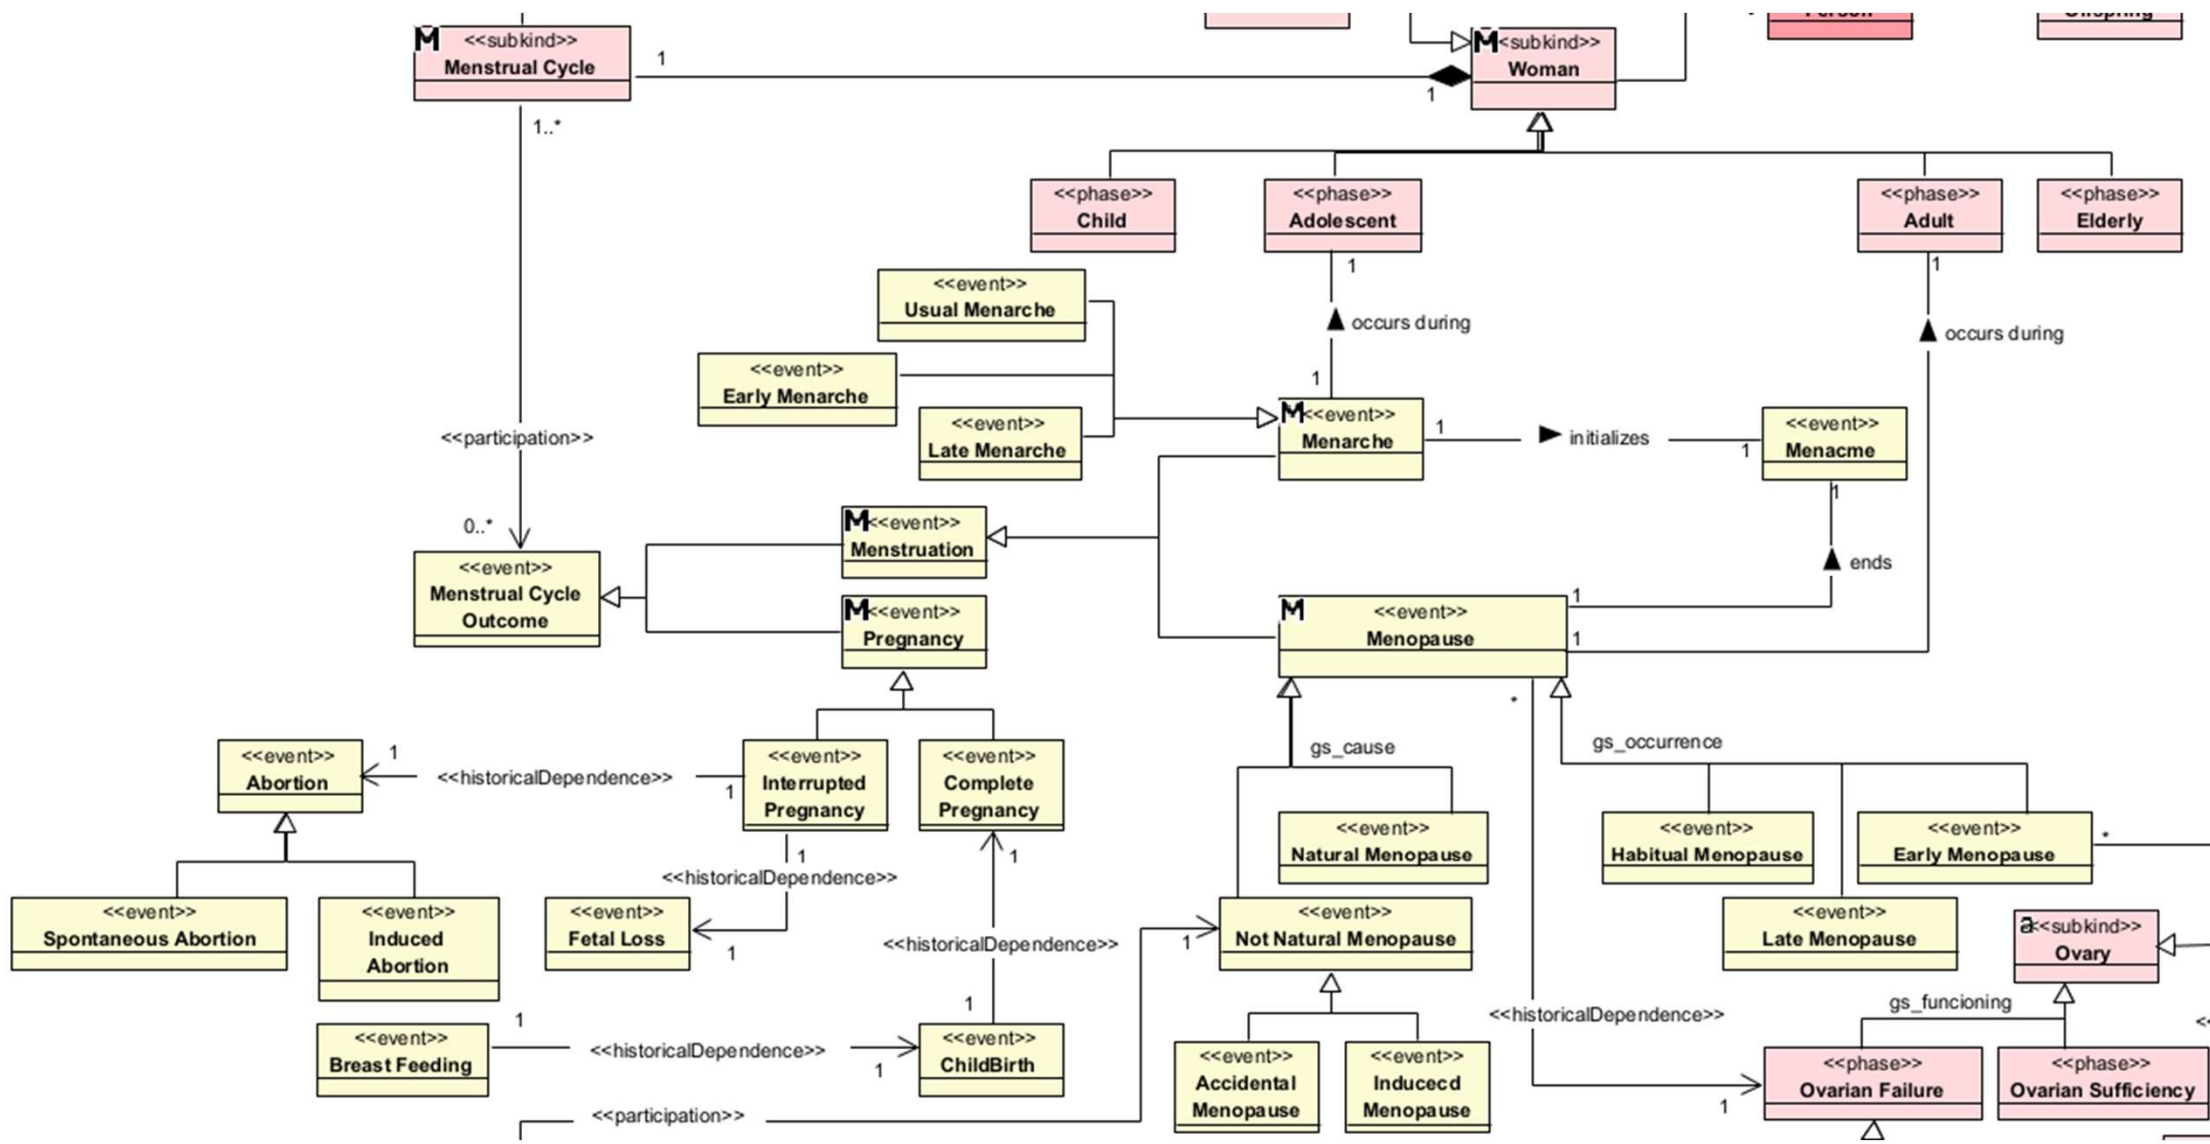 Person
Offspring
M <<subkind>>
Menstrual Cycle
1
1
M<<subkind>>
Woman
1..*
<<phase>>
Child
<<phase>>
Adolescent
<<phase>>
Adult
<<phase>>
Elderly
1
1
<<event>>
Usual Menarche
occurs during
occurs during
<<event>>
Early Menarche
1
<<event>>
Late Menarche
M<<event>>
Menarche
1
initializes
1
<<event>>
Menacme
1
<<participation>>
0..*
M<<event>>
Menstruation
ends
<<event>>
Menstrual Cycle
Outcome
M<<event>>
Pregnancy
M <<event>>
Menopause
1
1
*
gs_cause
gs_occurrence
<<event>>
Abortion
1
<<historicalDependence>>
1
<<event>>
Interrupted
Pregnancy
<<event>>
Complete
Pregnancy
1
1
<<historicalDependence>>
<<event>>
Natural Menopause
<<event>>
Habitual Menopause
<<event>>
Early Menopause
*
<<event>>
Spontaneous Abortion
<<event>>
Induced
Abortion
<<event>>
Fetal Loss
1
<<historicalDependence>>
1
1
<<event>>
Not Natural Menopause
<<event>>
Late Menopause
a<<subkind>>
Ovary
gs_funcioning
<<historicalDependence>>
<<event>>
Breast Feeding
1
<<historicalDependence>>
1
<<event>>
ChildBirth
<<event>>
Accidental
Menopause
<<event>>
Inducecd
Menopause
1
<<phase>>
Ovarian Failure
<<phase>>
Ovarian Sufficiency
<<participation>>